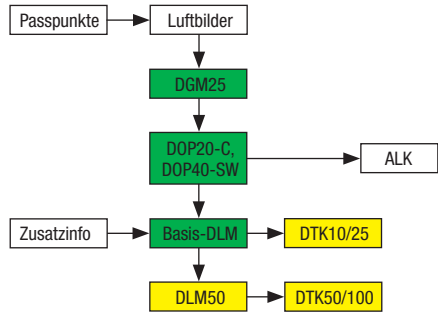 Passpunkte
Luftbilder
DGM25
DOP20-C,
DOP40-SW
ALK
Zusatzinfo
Basis-DLM
DTK10/25
DLM50
DTK50/100